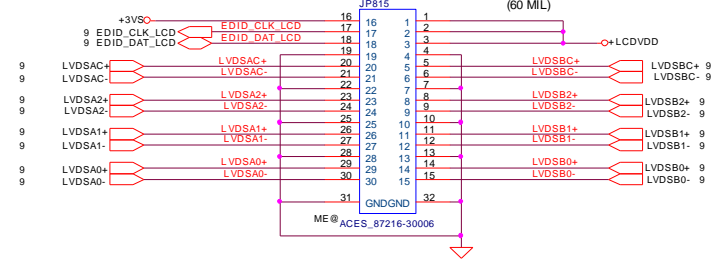 JP815
(60 MIL)
+3VS 16 16 1 1
9 EDID_CLK_LCD EDID_CLK_LCD 17 17 2 2
9 EDID_DAT_LCD EDID_DAT_LCD 18 18 3 3 +LCDVDD
19 19 4 4
9 LVDSAC+ LVDSAC+ 20 20 5 5 LVDSBC+ LVDSBC+ 9
9 LVDSAC- LVDSAC- 21 21 6 6 LVDSBC- LVDSBC- 9
22 22 7 7
9 LVDSA2+ LVDSA2+ 23 23 8 8 LVDSB2+ LVDSB2+ 9
9 LVDSA2- LVDSA2- 24 24 9 9 LVDSB2- LVDSB2- 9
25 25 10 10
9 LVDSA1+ LVDSA1+ 26 26 11 11 LVDSB1+ LVDSB1+ 9
9 LVDSA1- LVDSA1- 27 27 12 12 LVDSB1- LVDSB1- 9
28 28 13 13
9 LVDSA0+ LVDSA0+ 29 29 14 14 LVDSB0+ LVDSB0+ 9
9 LVDSA0- LVDSA0- 30 30 15 15 LVDSB0- LVDSB0- 9
31 GNDGND 32
ME@ ACES_87216-30006